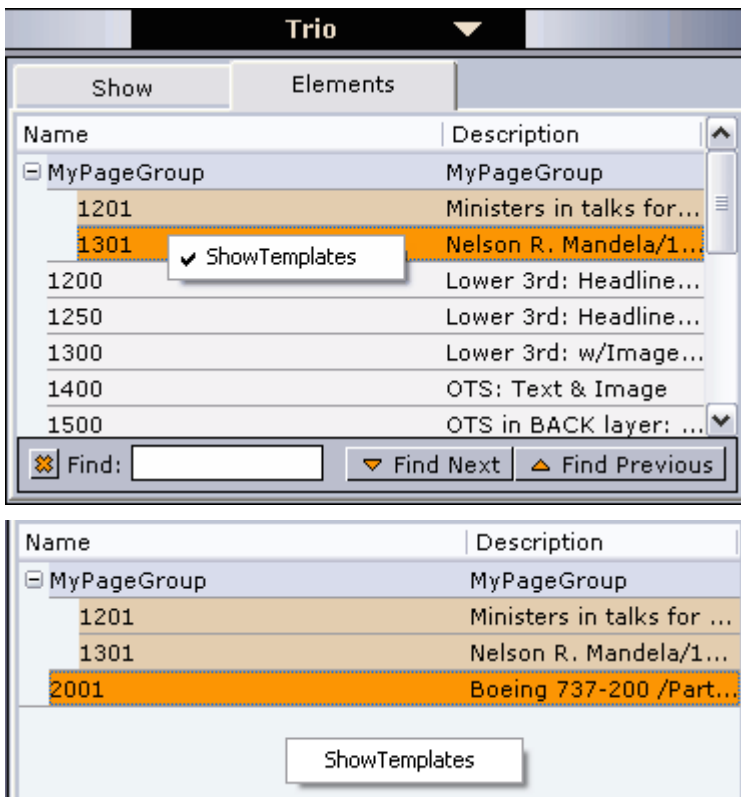 Trio
Show Elements
Name Description
MyPageGroup MyPageGroup
1201 Ministers in talks for...
1301 Nelson R. Mandela/1...
ShowTemplates
1200 Lower 3rd: Headline...
1250 Lower 3rd: Headline...
1300 Lower 3rd: w/Image...
1400 OTS: Text & Image
1500 OTS in BACK layer: ...
Find: Find Next Find Previous
Name Description
MyPageGroup MyPageGroup
1201 Ministers in talks for ...
1301 Nelson R. Mandela/1...
2001 Boeing 737-200 /Part...
ShowTemplates